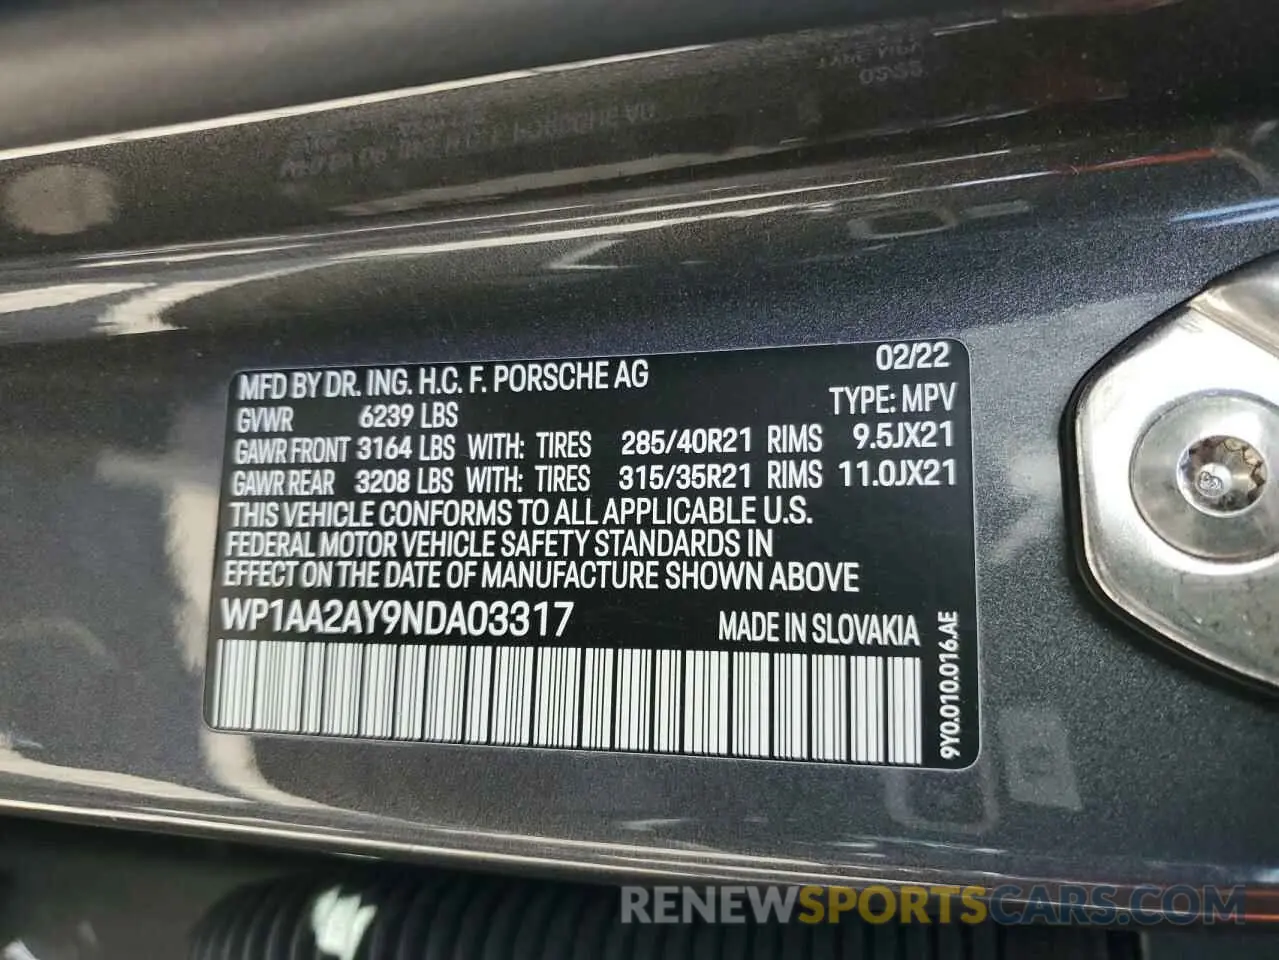 MFD BY DR. ING. H.C. F. PORSCHE AG 02/22
GVWR 6239 LBS TYPE: MPV
GAWR FRONT 3164 LBS WITH: TIRES 285/40R21 RIMS 9.5JX21
GAWR REAR 3208 LBS WITH: TIRES 315/35R21 RIMS 11.0JX21
THIS VEHICLE CONFORMS TO ALL APPLICABLE U.S.
FEDERAL MOTOR VEHICLE SAFETY STANDARDS IN
EFFECT ON THE DATE OF MANUFACTURE SHOWN ABOVE
WP1AA2AY9NDA03317 MADE IN SLOVAKIA
9Y0.010.016.AE
RENEWSPORTSCARS.COM